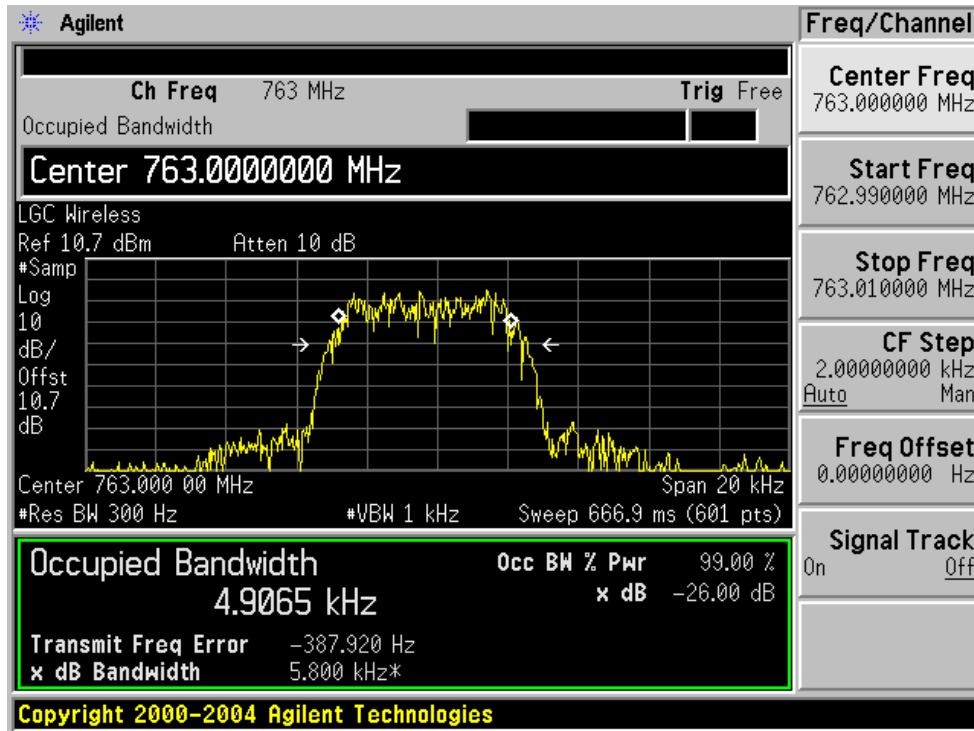 Agilent
Freq/Channel
Ch Freq 763 MHz Trig Free
Occupied Bandwidth
Center 763.0000000 MHz
LGC Wireless
Ref 10.7 dBm Atten 10 dB
#Samp
Log
10
dB/
Offst
10.7
dB
Center 763.000 00 MHz Span 20 kHz
#Res BW 300 Hz #VBW 1 kHz Sweep 666.9 ms (601 pts)
Occupied Bandwidth Occ BW % Pwr 99.00 %
4.9065 kHz x dB -26.00 dB
Transmit Freq Error -387.920 Hz
x dB Bandwidth 5.800 kHz*
Copyright 2000-2004 Agilent Technologies
Center Freq
763.000000 MHz
Start Freq
762.990000 MHz
Stop Freq
763.010000 MHz
CF Step
2.00000000 kHz
Auto Man
Freq Offset
0.00000000 Hz
Signal Track
On Off